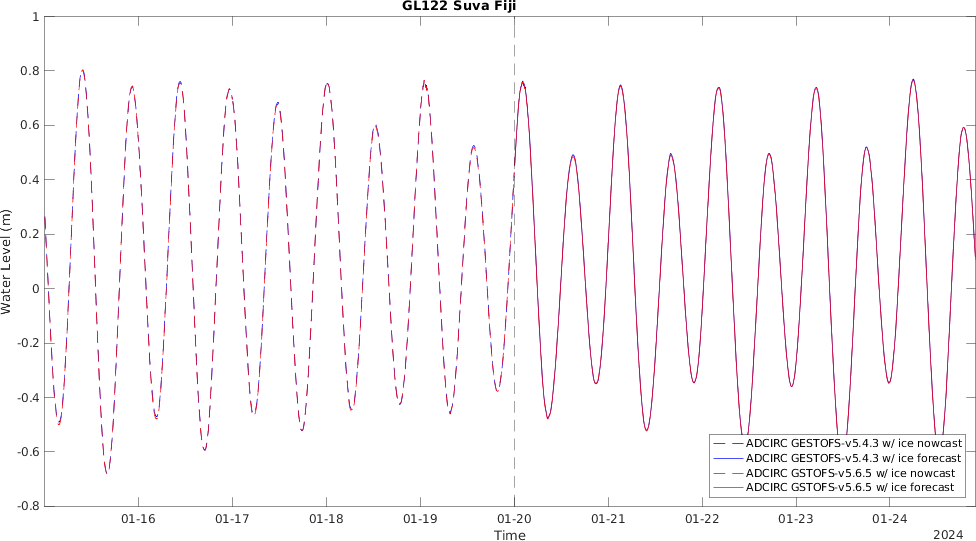 GL122 Suva Fiji
1
0.8
0.6
0.4
0.2
0
-0.2
-0.4
-0.6
-0.8
Water Level (m)
01-16
01-17
01-18
01-19
01-20
01-21
01-22
01-23
01-24
Time
2024
ADCIRC GESTOFS-v5.4.3 w/ ice nowcast
ADCIRC GESTOFS-v5.4.3 w/ ice forecast
ADCIRC GSTOFS-v5.6.5 w/ ice nowcast
ADCIRC GSTOFS-v5.6.5 w/ ice forecast